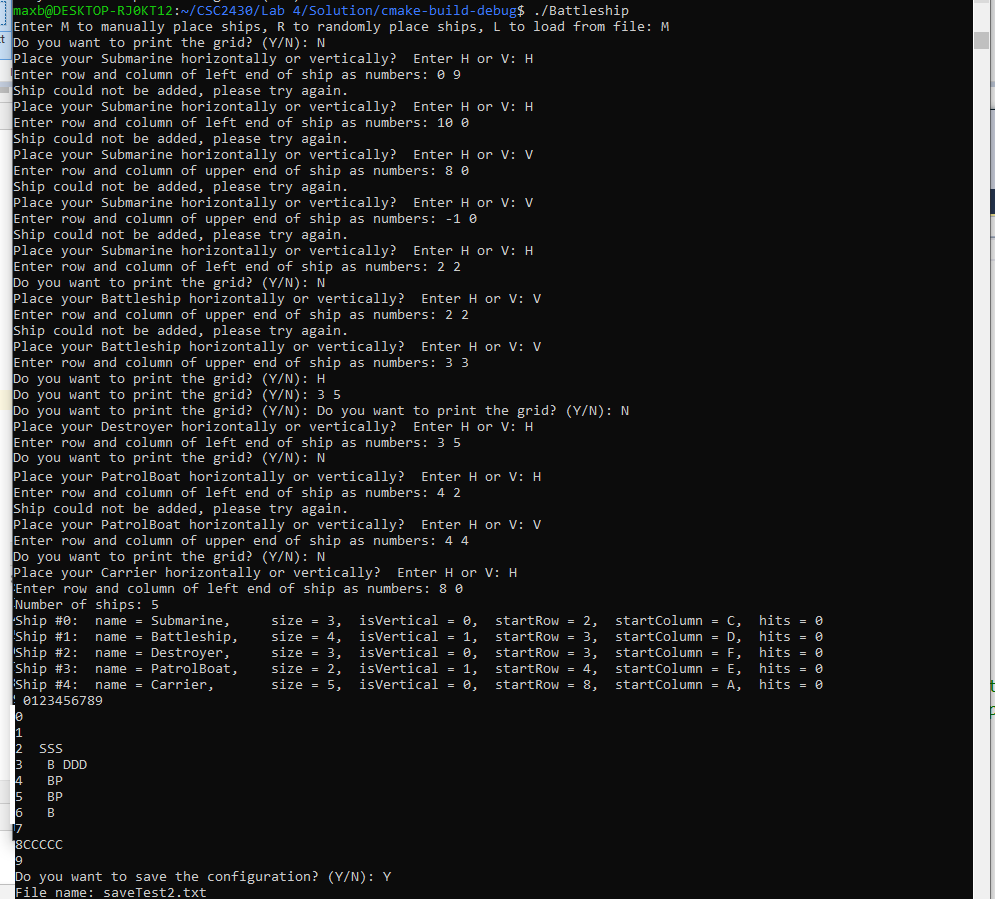 maxb@DESKTOP-RJ0KT12:~/CSC2430/Lab 4/Solution/cmake-build-debug$ ./Battleship
Enter M to manually place ships, R to randomly place ships, L to load from file: M
Do you want to print the grid? (Y/N): N
Place your Submarine horizontally or vertically?  Enter H or V: H
Enter row and column of left end of ship as numbers: 0 9
Ship could not be added, please try again.
Place your Submarine horizontally or vertically?  Enter H or V: H
Enter row and column of left end of ship as numbers: 10 0
Ship could not be added, please try again.
Place your Submarine horizontally or vertically?  Enter H or V: V
Enter row and column of upper end of ship as numbers: 8 0
Ship could not be added, please try again.
Place your Submarine horizontally or vertically?  Enter H or V: V
Enter row and column of upper end of ship as numbers: -1 0
Ship could not be added, please try again.
Place your Submarine horizontally or vertically?  Enter H or V: H
Enter row and column of left end of ship as numbers: 2 2
Do you want to print the grid? (Y/N): N
Place your Battleship horizontally or vertically?  Enter H or V: V
Enter row and column of upper end of ship as numbers: 2 2
Ship could not be added, please try again.
Place your Battleship horizontally or vertically?  Enter H or V: V
Enter row and column of upper end of ship as numbers: 3 3
Do you want to print the grid? (Y/N): H
Do you want to print the grid? (Y/N): 3 5
Do you want to print the grid? (Y/N): Do you want to print the grid? (Y/N): N
Place your Destroyer horizontally or vertically?  Enter H or V: H
Enter row and column of left end of ship as numbers: 3 5
Do you want to print the grid? (Y/N): N
Place your PatrolBoat horizontally or vertically?  Enter H or V: H
Enter row and column of left end of ship as numbers: 4 2
Ship could not be added, please try again.
Place your PatrolBoat horizontally or vertically?  Enter H or V: V
Enter row and column of upper end of ship as numbers: 4 4
Do you want to print the grid? (Y/N): N
Place your Carrier horizontally or vertically?  Enter H or V: H
Enter row and column of left end of ship as numbers: 8 0
Number of ships: 5
Ship #0:  name = Submarine,     size = 3,  isVertical = 0,  startRow = 2,  startColumn = C,  hits = 0
Ship #1:  name = Battleship,    size = 4,  isVertical = 1,  startRow = 3,  startColumn = D,  hits = 0
Ship #2:  name = Destroyer,     size = 3,  isVertical = 0,  startRow = 3,  startColumn = F,  hits = 0
Ship #3:  name = PatrolBoat,    size = 2,  isVertical = 1,  startRow = 4,  startColumn = E,  hits = 0
Ship #4:  name = Carrier,       size = 5,  isVertical = 0,  startRow = 8,  startColumn = A,  hits = 0
 0123456789
0
1
2  SSS
3   B DDD
4   BP
5   BP
6   B
7
8CCCCC
9
Do you want to save the configuration? (Y/N): Y
File name: saveTest2.txt